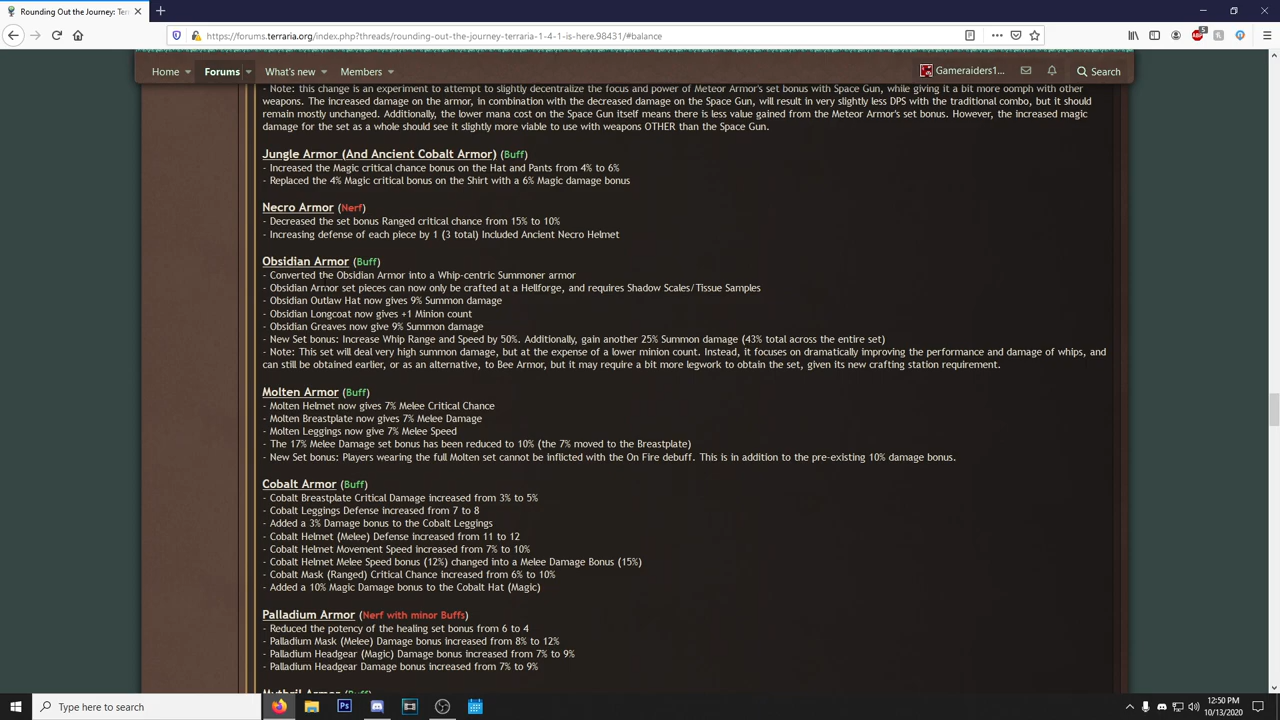 Rounding Out the Journey: Terr
https://forums.terraria.org/index.php?threads/rounding-out-the-journey-terraria-1-4-1-is-here.98431/#balance
Home Forums What's new Members Gameraiders1... Search
- Note: this change is an experiment to attempt to slightly decentralize the focus and power of Meteor Armor's set bonus with Space Gun, while giving it a bit more oomph with other
weapons. The increased damage on the armor, in combination with the decreased damage on the Space Gun, will result in very slightly less DPS with the traditional combo, but it should
remain mostly unchanged. Additionally, the lower mana cost on the Space Gun itself means there is less value gained from the Meteor Armor's set bonus. However, the increased magic
damage for the set as a whole should see it slightly more viable to use with weapons OTHER than the Space Gun.
Jungle Armor (And Ancient Cobalt Armor) (Buff)
- Increased the Magic critical chance bonus on the Hat and Pants from 4% to 6%
- Replaced the 4% Magic critical bonus on the Shirt with a 6% Magic damage bonus
Necro Armor (Nerf)
- Decreased the set bonus Ranged critical chance from 15% to 10%
- Increasing defense of each piece by 1 (3 total) Included Ancient Necro Helmet
Obsidian Armor (Buff)
- Converted the Obsidian Armor into a Whip-centric Summoner armor
- Obsidian Armor set pieces can now only be crafted at a Hellforge, and requires Shadow Scales/Tissue Samples
- Obsidian Outlaw Hat now gives 9% Summon damage
- Obsidian Longcoat now gives +1 Minion count
- Obsidian Greaves now give 9% Summon damage
- New Set bonus: Increase Whip Range and Speed by 50%. Additionally, gain another 25% Summon damage (43% total across the entire set)
- Note: This set will deal very high summon damage, but at the expense of a lower minion count. Instead, it focuses on dramatically improving the performance and damage of whips, and
can still be obtained earlier, or as an alternative, to Bee Armor, but it may require a bit more legwork to obtain the set, given its new crafting station requirement.
Molten Armor (Buff)
- Molten Helmet now gives 7% Melee Critical Chance
- Molten Breastplate now gives 7% Melee Damage
- Molten Leggings now give 7% Melee Speed
- The 17% Melee Damage set bonus has been reduced to 10% (the 7% moved to the Breastplate)
- New Set bonus: Players wearing the full Molten set cannot be inflicted with the On Fire debuff. This is in addition to the pre-existing 10% damage bonus.
Cobalt Armor (Buff)
- Cobalt Breastplate Critical Damage increased from 3% to 5%
- Cobalt Leggings Defense increased from 7 to 8
- Added a 3% Damage bonus to the Cobalt Leggings
- Cobalt Helmet (Melee) Defense increased from 11 to 12
- Cobalt Helmet Movement Speed increased from 7% to 10%
- Cobalt Helmet Melee Speed bonus (12%) changed into a Melee Damage Bonus (15%)
- Cobalt Mask (Ranged) Critical Chance increased from 6% to 10%
- Added a 10% Magic Damage bonus to the Cobalt Hat (Magic)
Palladium Armor (Nerf with minor Buffs)
- Reduced the potency of the healing set bonus from 6 to 4
- Palladium Mask (Melee) Damage bonus increased from 8% to 12%
- Palladium Headgear (Magic) Damage bonus increased from 7% to 9%
- Palladium Headgear Damage bonus increased from 7% to 9%
Mythril Armor (Buff)
Type here to search
12:50 PM
10/13/2020